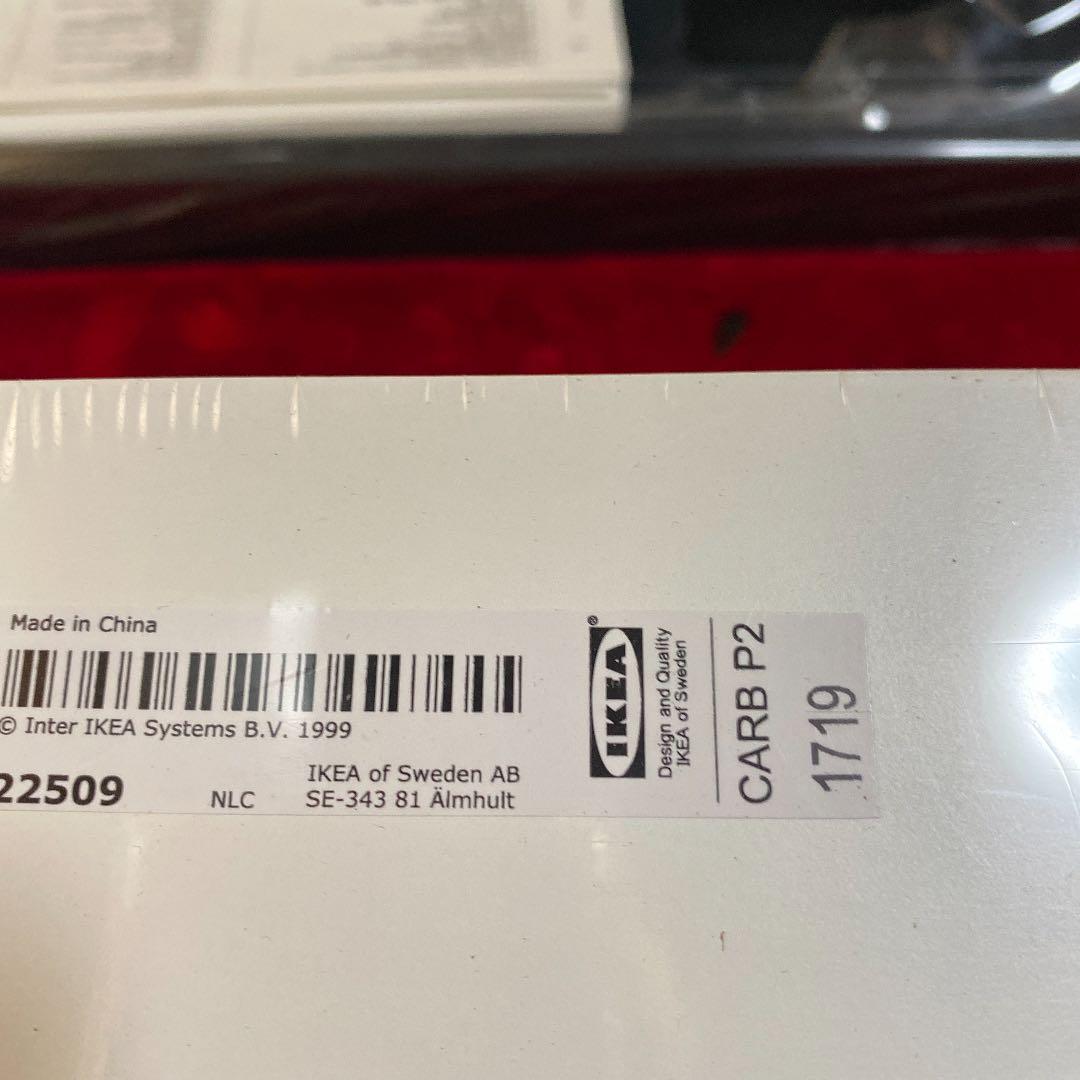 Made in China
© Inter IKEA Systems B.V. 1999
22509
NLC
IKEA of Sweden AB
SE-343 81 Älmhult
IKEA®
Design and Quality
IKEA of Sweden
CARB P2
1719